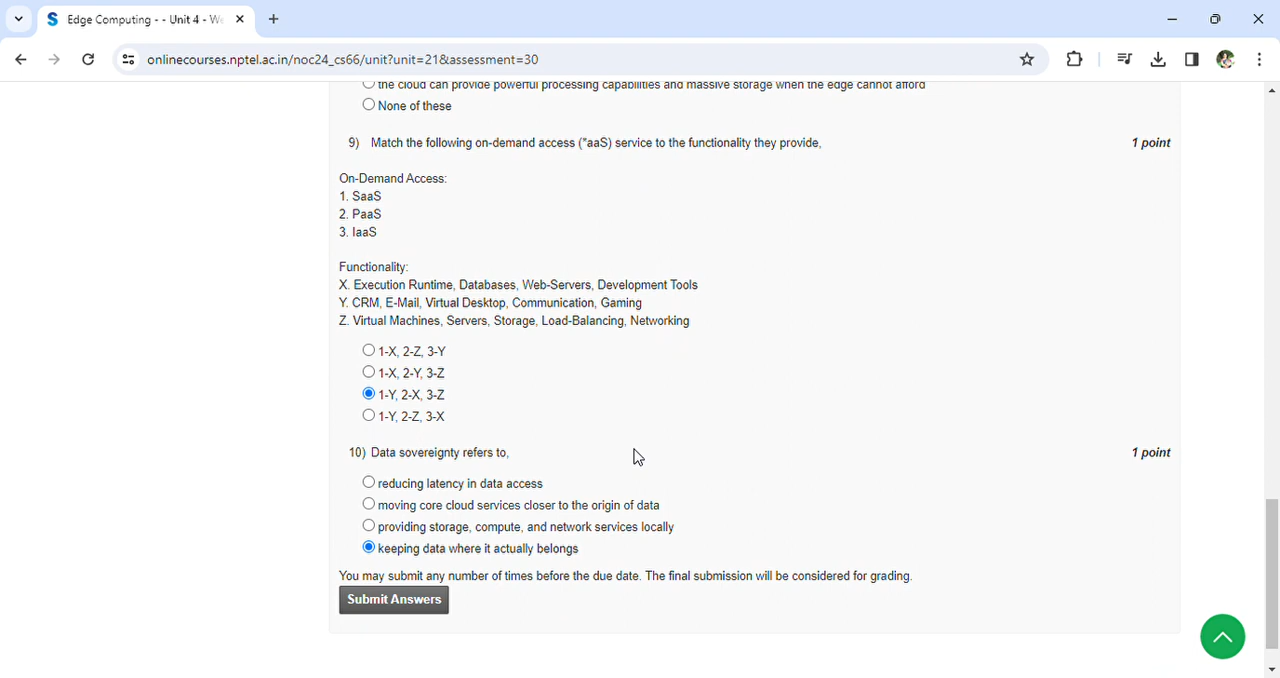 Edge Computing - - Unit 4 - We
onlinecourses.nptel.ac.in/noc24_cs66/unit?unit=21&assessment=30
the cloud can provide powerful processing capabilities and massive storage when the edge cannot afford
None of these
9) Match the following on-demand access (*aaS) service to the functionality they provide, 1 point
On-Demand Access:
1. SaaS
2. PaaS
3. IaaS
Functionality:
X. Execution Runtime, Databases, Web-Servers, Development Tools
Y. CRM, E-Mail, Virtual Desktop, Communication, Gaming
Z. Virtual Machines, Servers, Storage, Load-Balancing, Networking
1-X, 2-Z, 3-Y
1-X, 2-Y, 3-Z
1-Y, 2-X, 3-Z
1-Y, 2-Z, 3-X
10) Data sovereignty refers to, 1 point
reducing latency in data access
moving core cloud services closer to the origin of data
providing storage, compute, and network services locally
keeping data where it actually belongs
You may submit any number of times before the due date. The final submission will be considered for grading.
Submit Answers